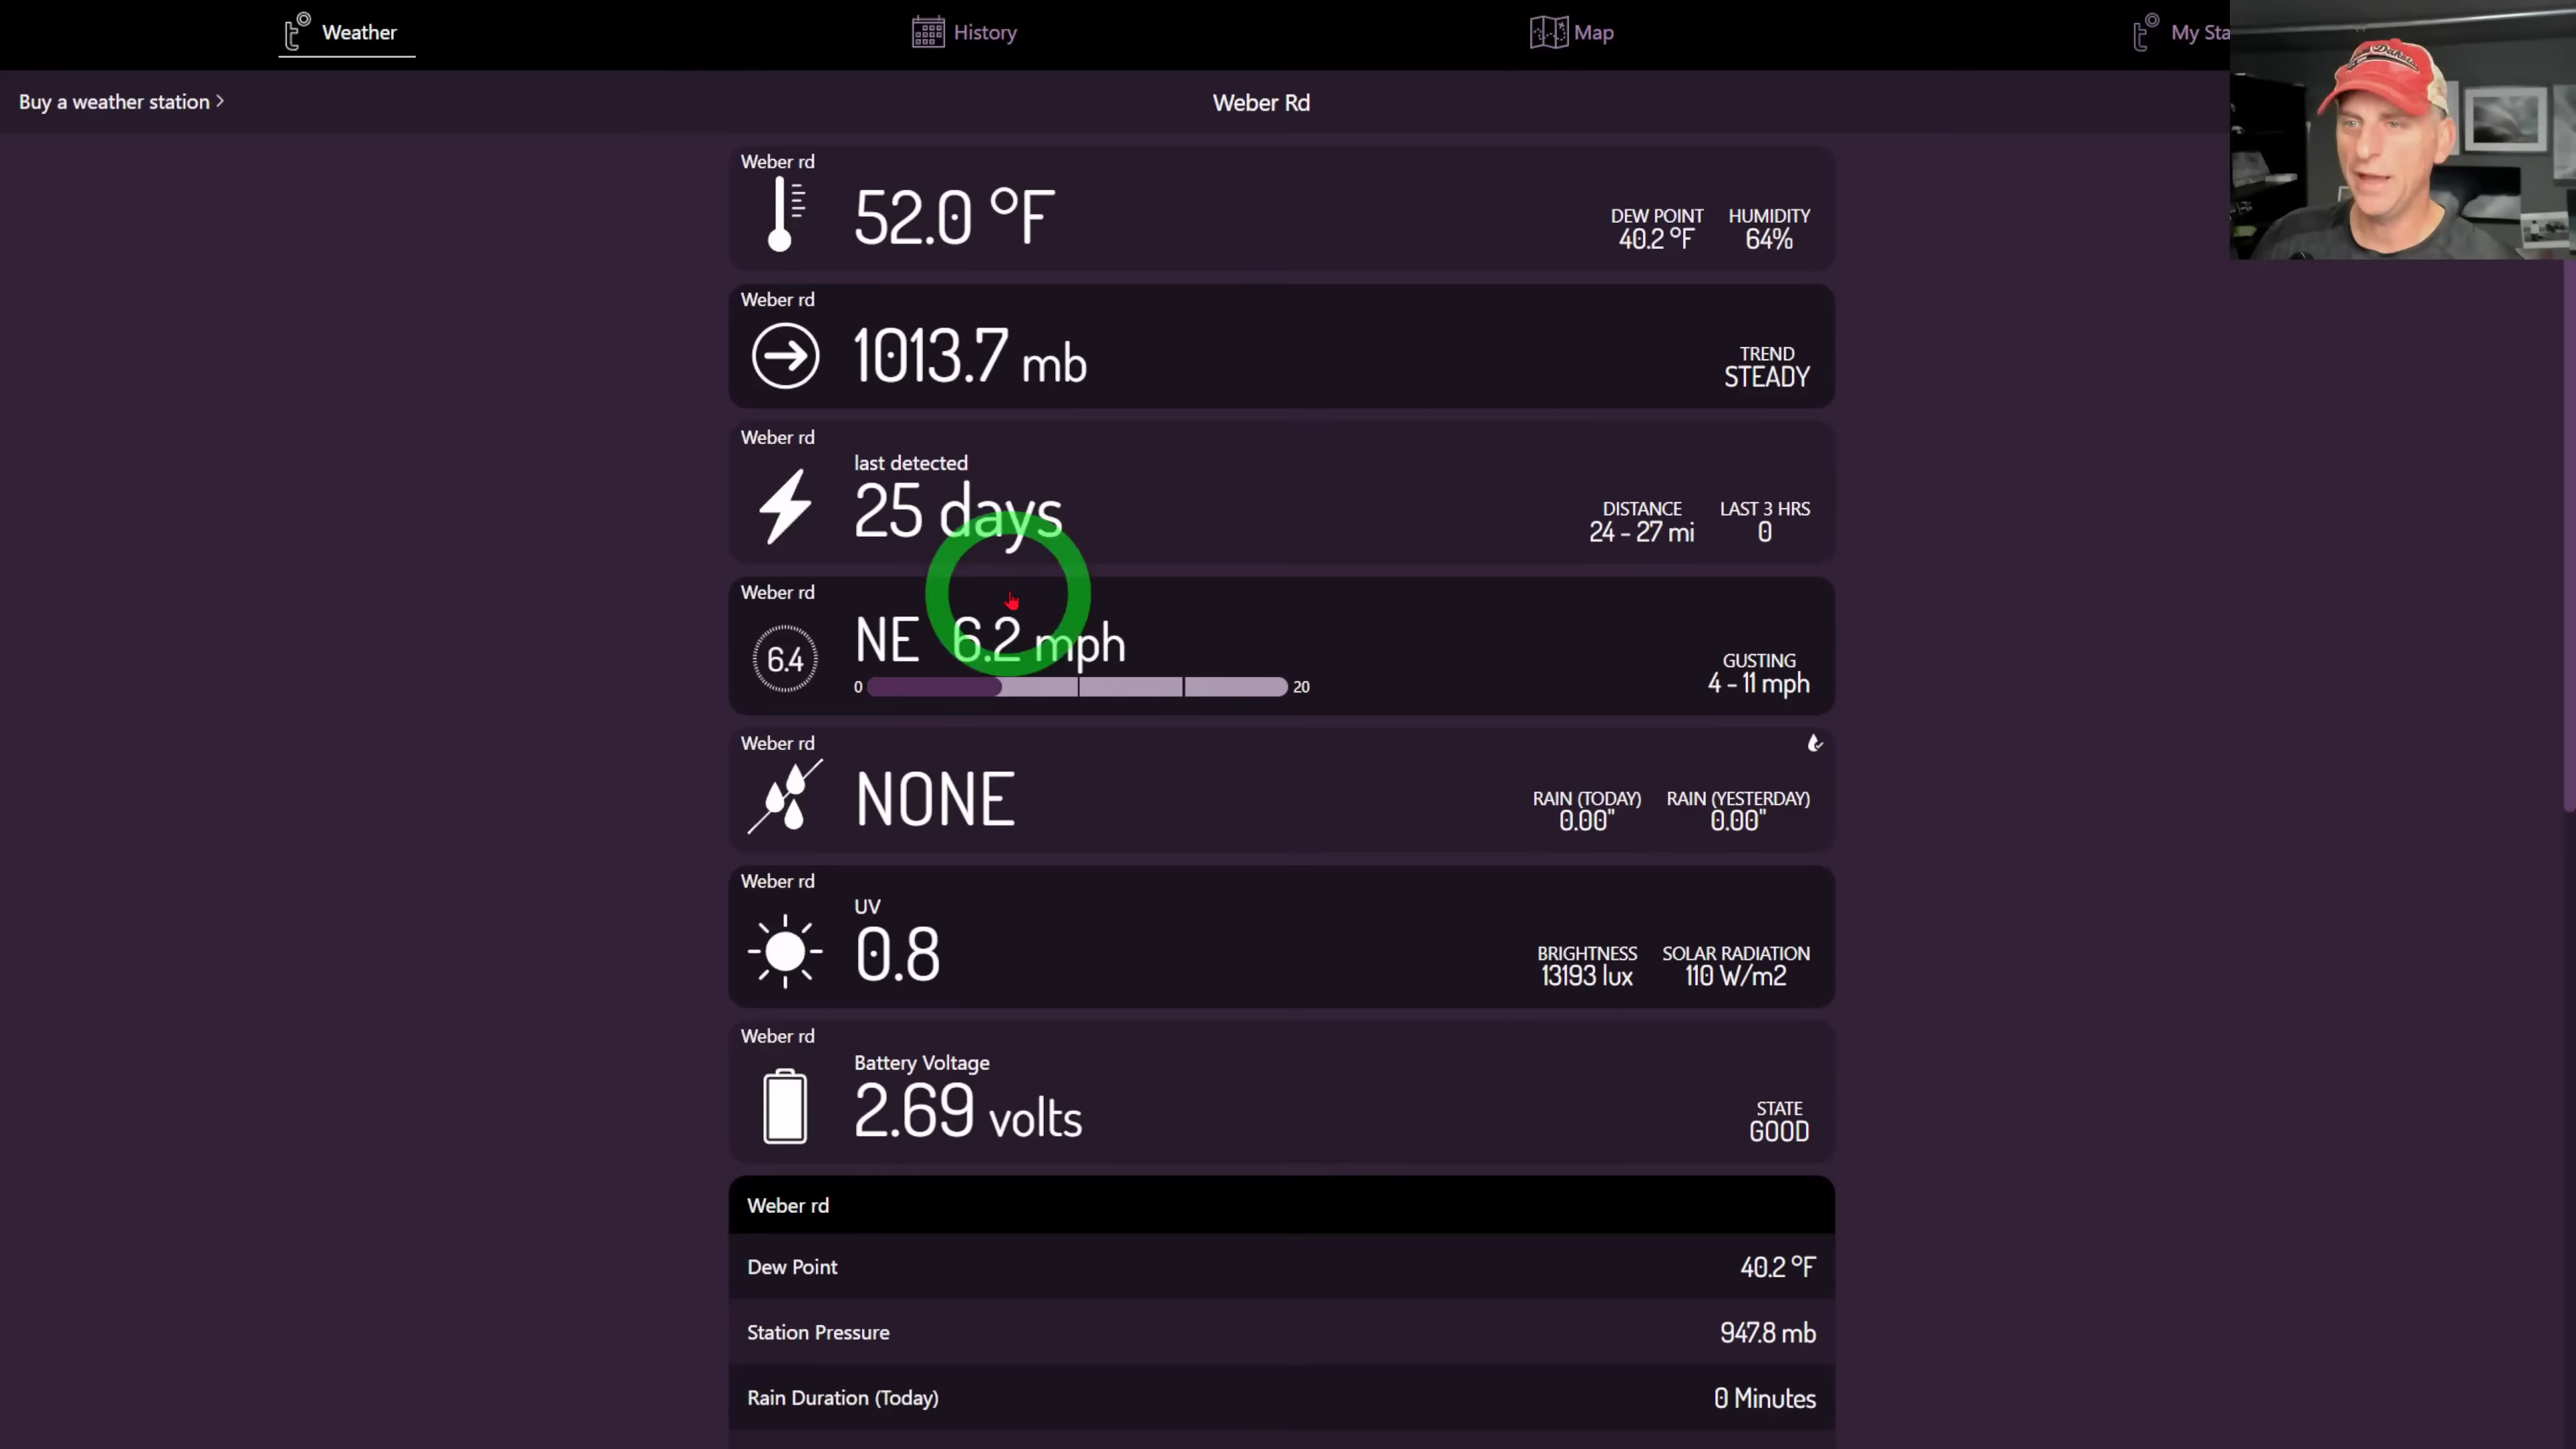 Weather
History
Map
My Sta
Buy a weather station >
Weber Rd
Weber rd
52.0 °F
DEW POINT HUMIDITY
40.2 °F 64%
Weber rd
1013.7 mb
TREND
STEADY
Weber rd
last detected
25 days
DISTANCE LAST 3 HRS
24 - 27 mi 0
Weber rd
6.4
NE 6.2 mph
0 20
GUSTING
4 - 11 mph
Weber rd
NONE
RAIN (TODAY) RAIN (YESTERDAY)
0.00" 0.00"
Weber rd
UV
0.8
BRIGHTNESS SOLAR RADIATION
13193 lux 110 W/m2
Weber rd
Battery Voltage
2.69 volts
STATE
GOOD
Weber rd
Dew Point 40.2 °F
Station Pressure 947.8 mb
Rain Duration (Today) 0 Minutes